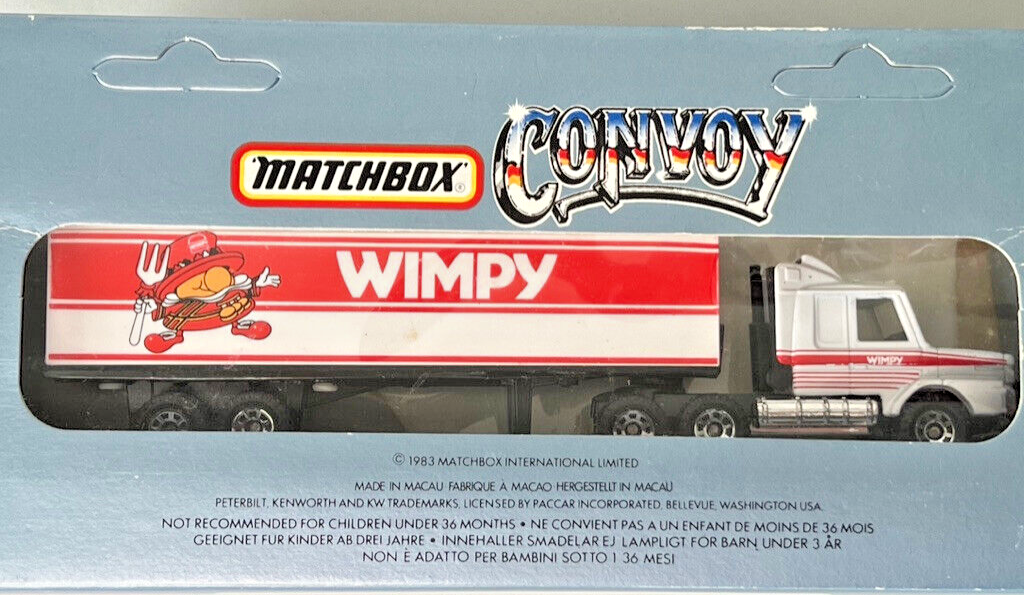 CONVOY
"MATCHBOX"®
WIMPY
WIMPY
© 1983 MATCHBOX INTERNATIONAL LIMITED
MADE IN MACAU FABRIQUE À MACAO HERGESTELLT IN MACAU
PETERBILT, KENWORTH AND KW TRADEMARKS, LICENSED BY PACCAR INCORPORATED, BELLEVUE, WASHINGTON USA.
NOT RECOMMENDED FOR CHILDREN UNDER 36 MONTHS • NE CONVIENT PAS A UN ENFANT DE MOINS DE 36 MOIS
GEEIGNET FUR KINDER AB DREI JAHRE • INNEHALLER SMADELAR EJ LAMPLIGT FOR BARN UNDER 3 ÅR
NON È ADATTO PER BAMBINI SOTTO I 36 MESI